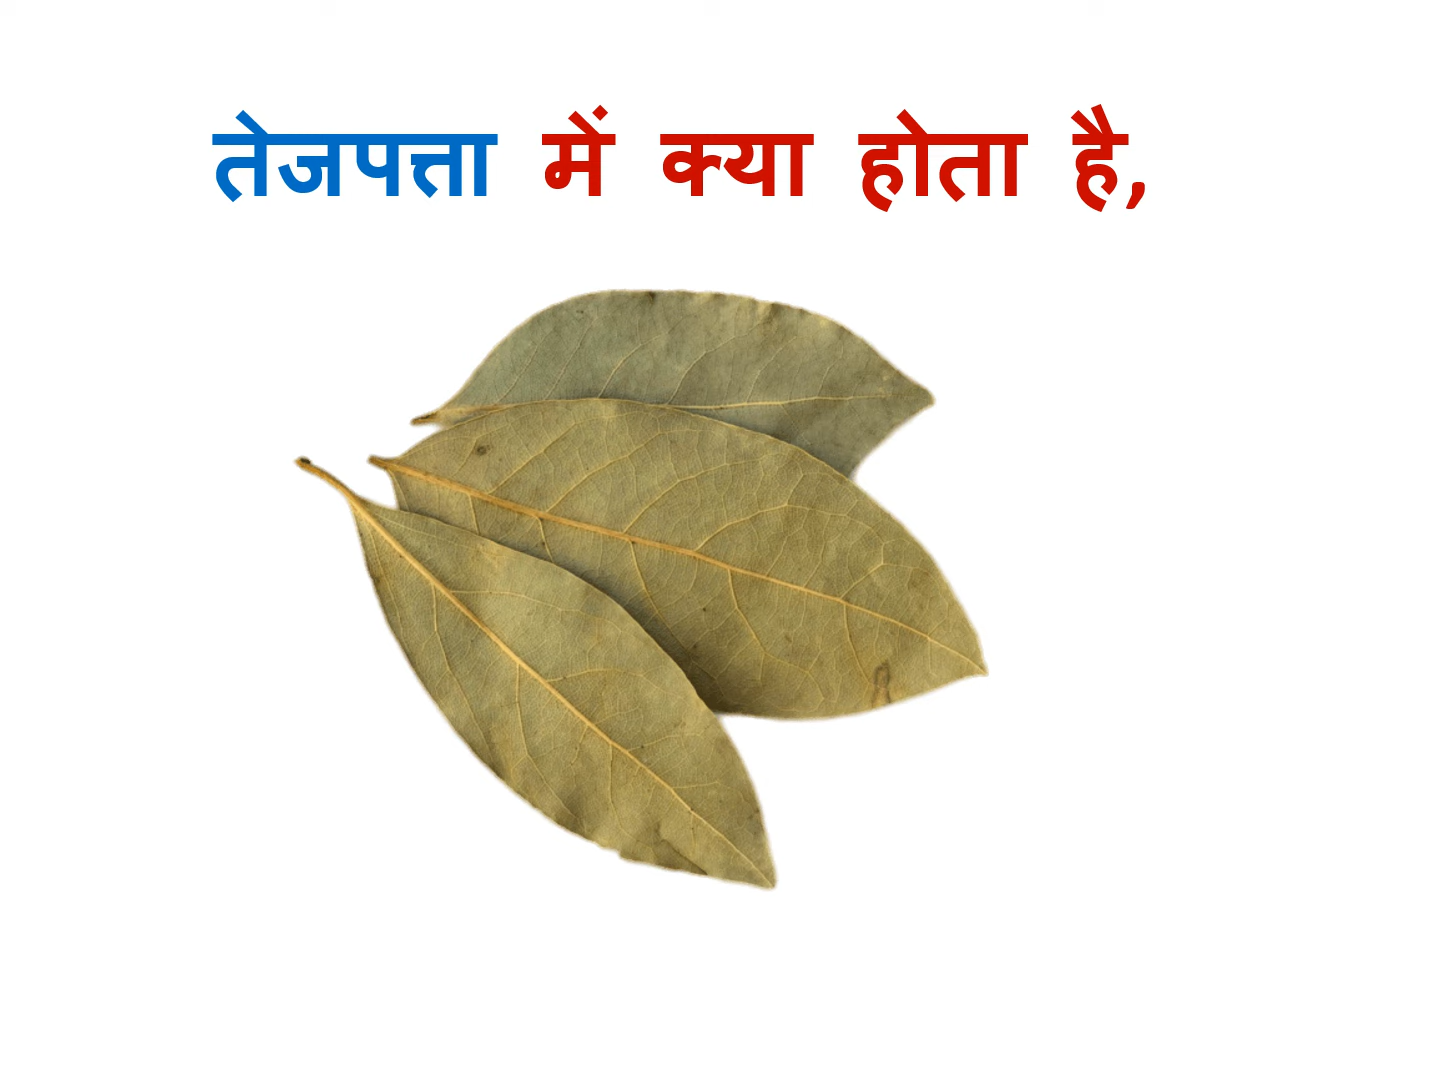 तेजपत्ता में क्या होता है,